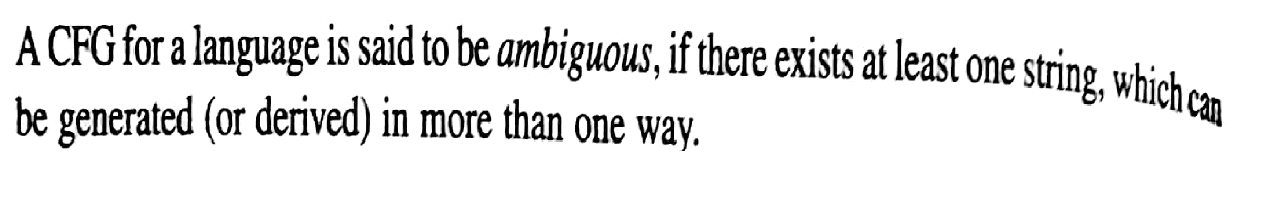 A CFG for a language is said to be ambiguous, if there exists at least one string, which can
be generated (or derived) in more than one way.